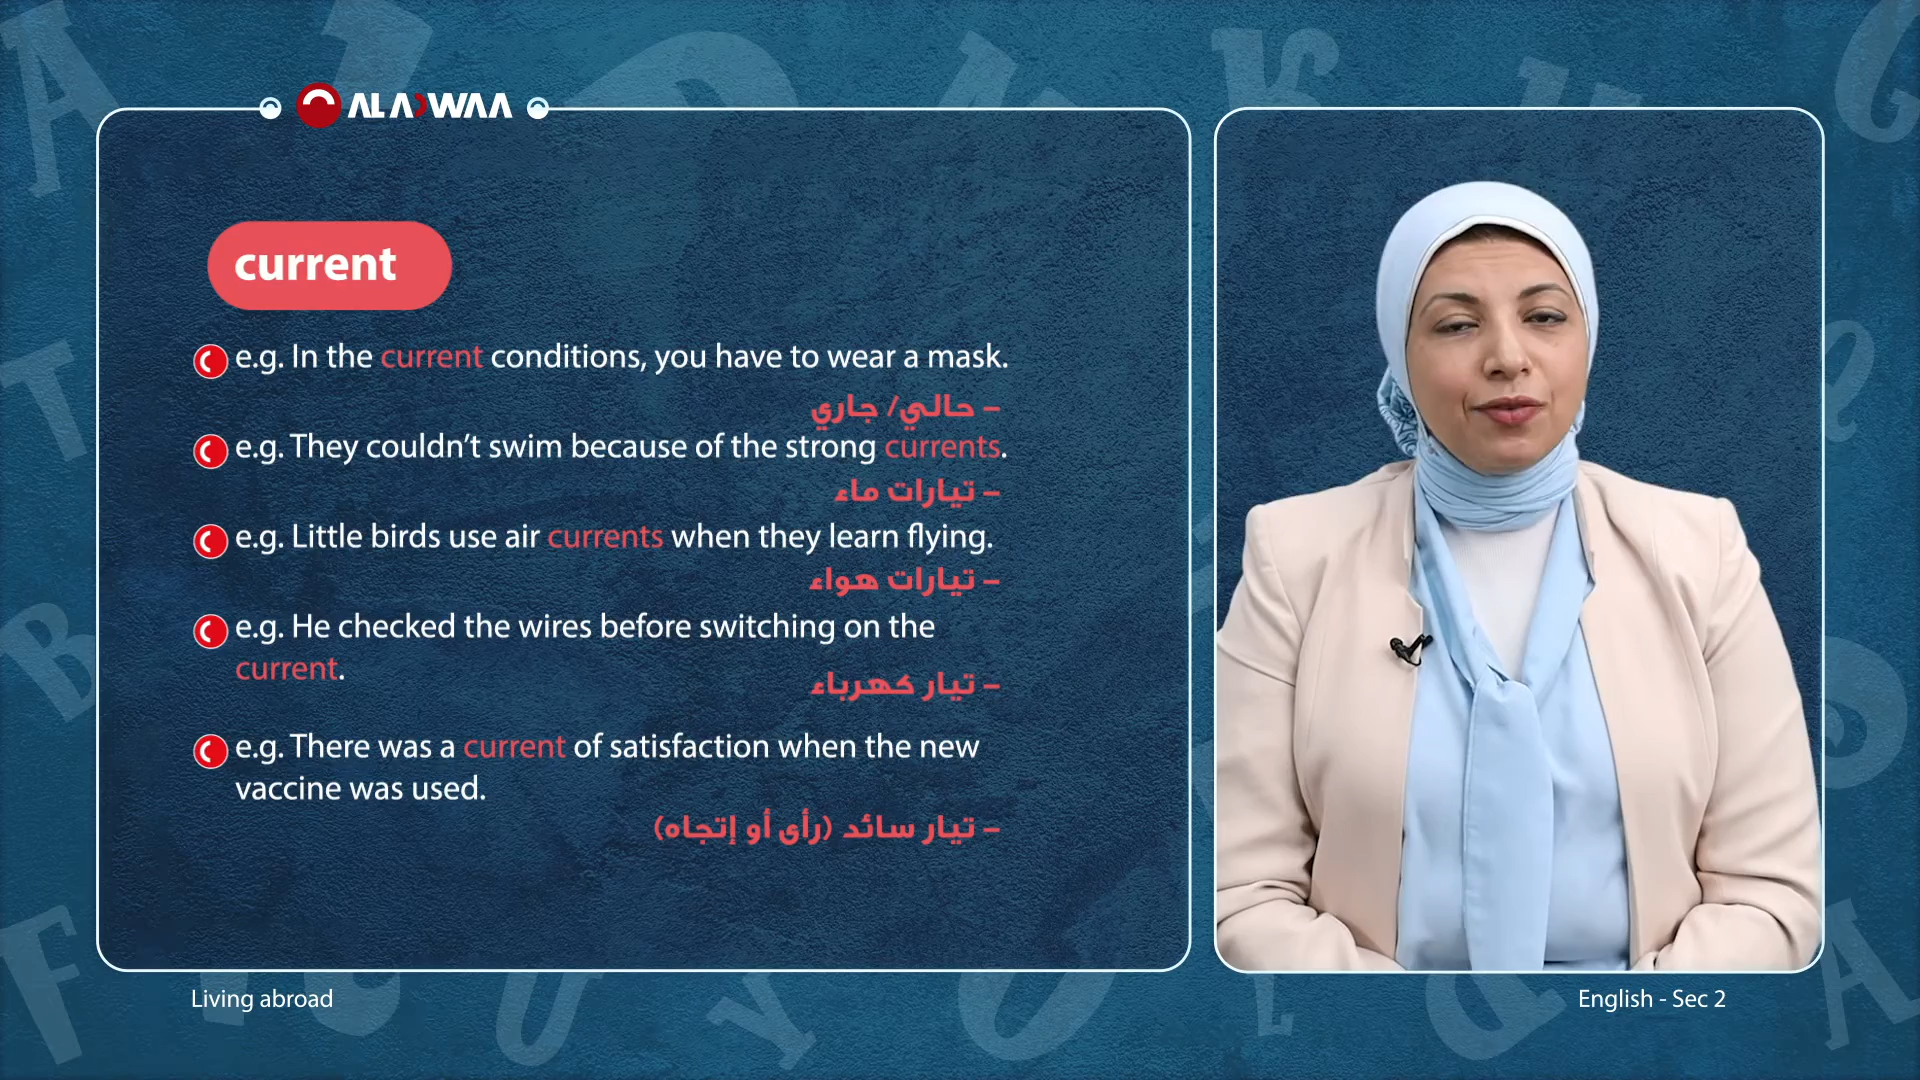 ALADWAA
current
e.g. In the current conditions, you have to wear a mask.
– حالي/ جاري
e.g. They couldn’t swim because of the strong currents.
– تيارات ماء
e.g. Little birds use air currents when they learn flying.
– تيارات هواء
e.g. He checked the wires before switching on the
current.
– تيار كهرباء
e.g. There was a current of satisfaction when the new
vaccine was used.
– تيار سائد (رأى أو إتجاه)
Living abroad
English - Sec 2